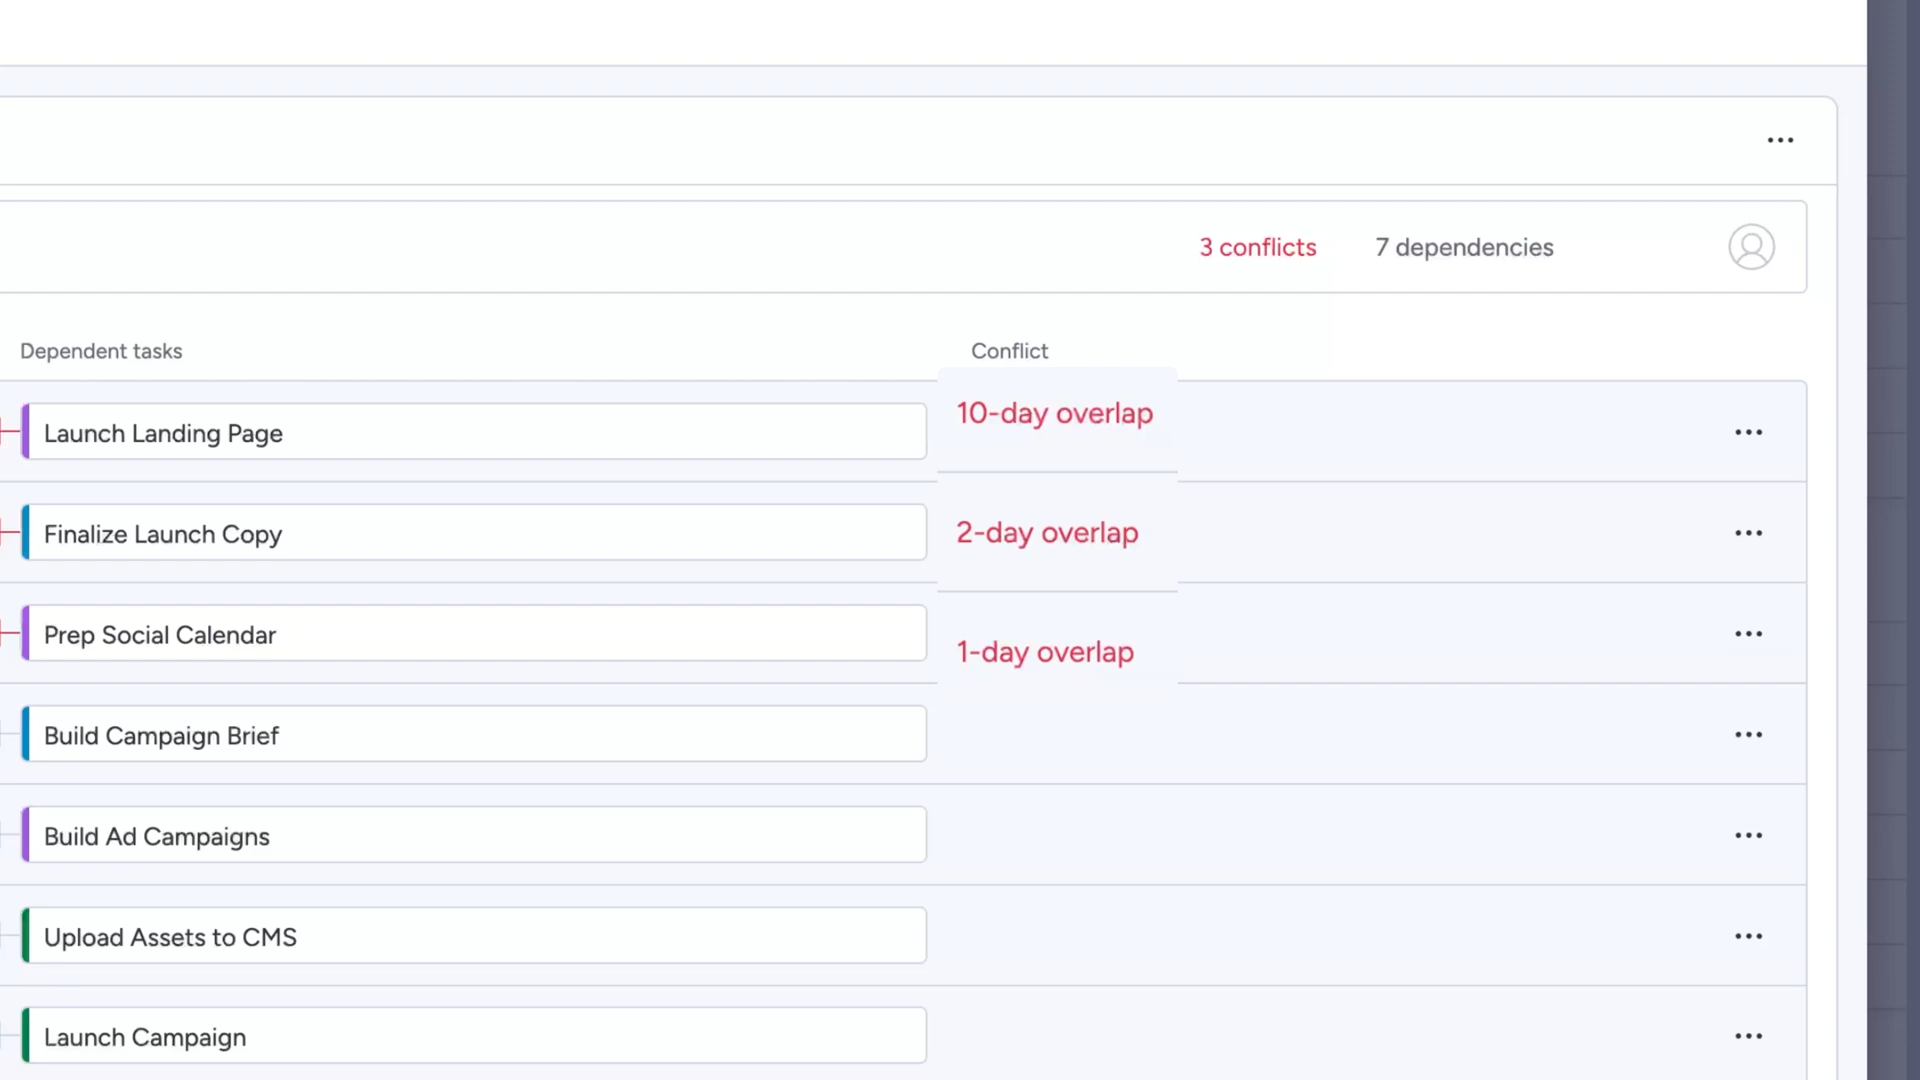 3 conflicts 7 dependencies
Dependent tasks Conflict
Launch Landing Page 10-day overlap
Finalize Launch Copy 2-day overlap
Prep Social Calendar 1-day overlap
Build Campaign Brief
Build Ad Campaigns
Upload Assets to CMS
Launch Campaign